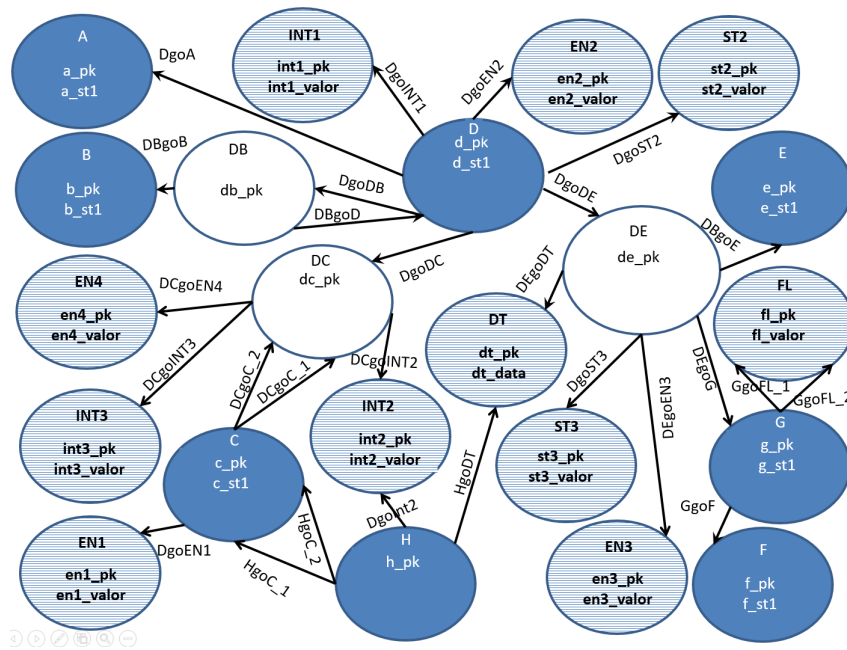 A
a_pk
a_st1
DgoA
INT1
int1_pk
int1_valor
DgoINT1
DgoEN2
EN2
en2_pk
en2_valor
ST2
st2_pk
st2_valor
DgoST2
D
d_pk
d_st1
B
b_pk
b_st1
DBgoB
DB
db_pk
DgoDB
DBgoD
DgoDE
E
e_pk
e_st1
DBgoE
DE
de_pk
DgoDC
DC
dc_pk
DCgoEN4
EN4
en4_pk
en4_valor
DEgoDT
DT
dt_pk
dt_data
FL
fl_pk
fl_valor
DCgoINT3
DCgoC_2
DCgoC_1
DCgoINT2
DgoST3
DEgoEN3
DEgoG
GgoFL_1
GgoFL_2
INT3
int3_pk
int3_valor
C
c_pk
c_st1
INT2
int2_pk
int2_valor
HgoDT
ST3
st3_pk
st3_valor
G
g_pk
g_st1
GgoF
DgoInt2
HgoC_2
HgoC_1
DgoEN1
EN1
en1_pk
en1_valor
H
h_pk
EN3
en3_pk
en3_valor
F
f_pk
f_st1